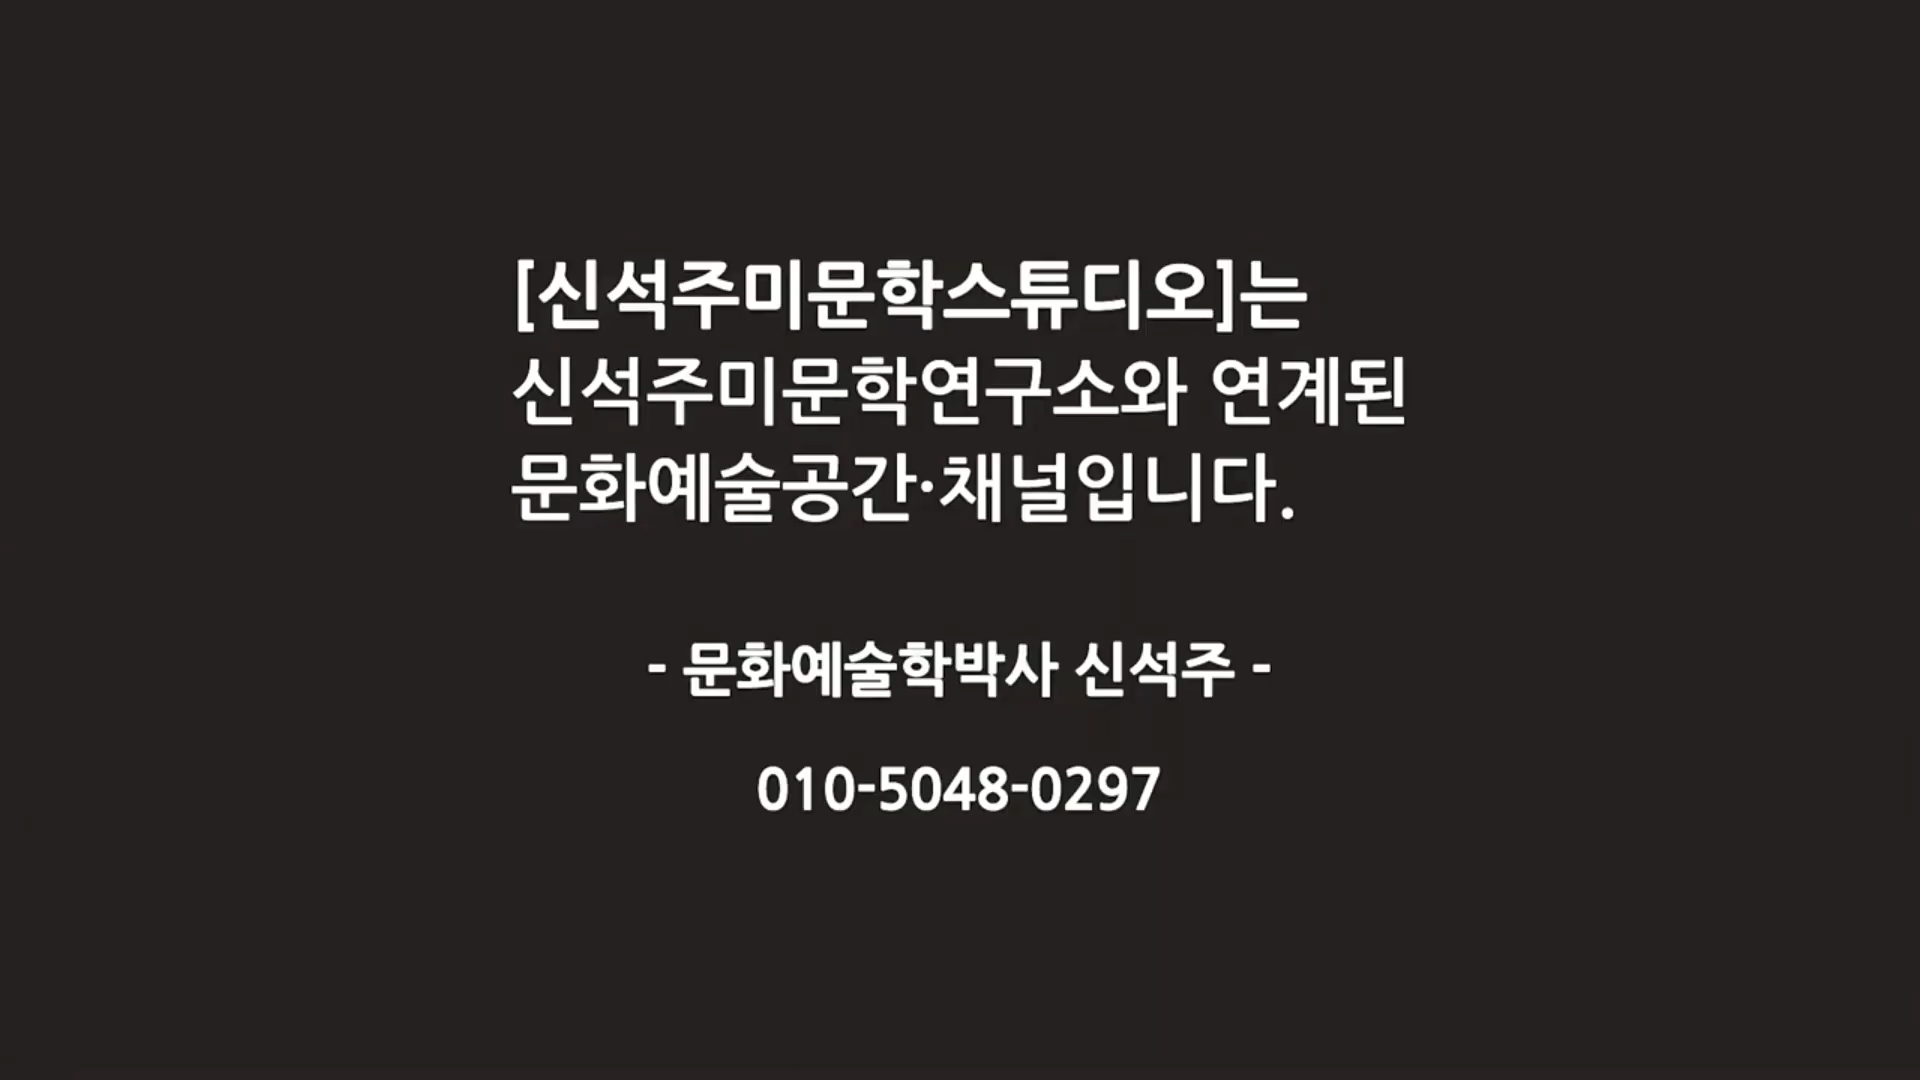 [신석주미문학스튜디오]는
신석주미문학연구소와 연계된
문화예술공간·채널입니다.
- 문화예술학박사 신석주 -
010-5048-0297